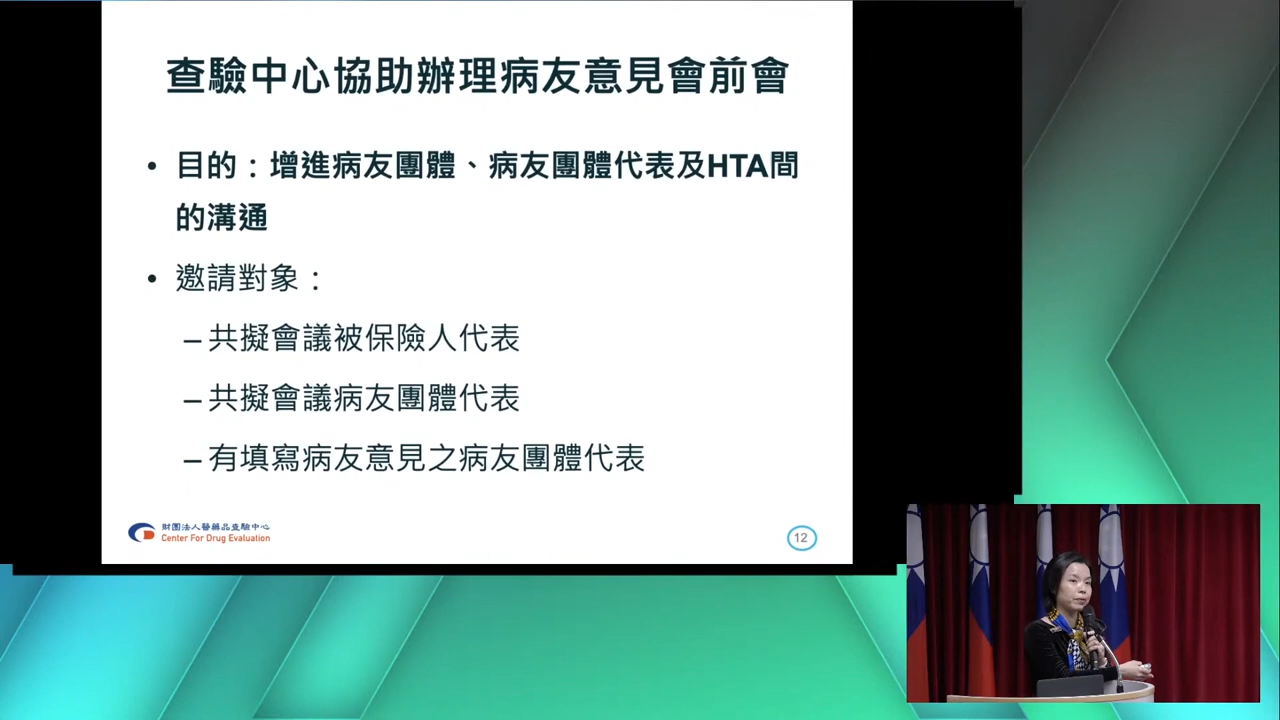 查驗中心協助辦理病友意見會前會
• 目的：增進病友團體、病友團體代表及HTA間
的溝通
• 邀請對象：
–共擬會議被保險人代表
–共擬會議病友團體代表
–有填寫病友意見之病友團體代表
財團法人醫藥品查驗中心
Center For Drug Evaluation
12